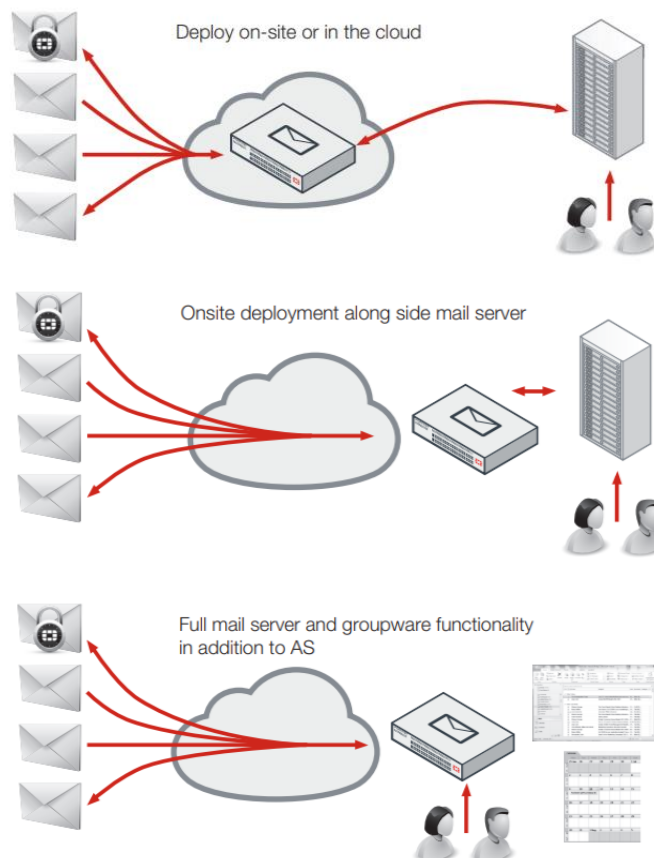 Deploy on-site or in the cloud
Onsite deployment along side mail server
Full mail server and groupware functionality
in addition to AS